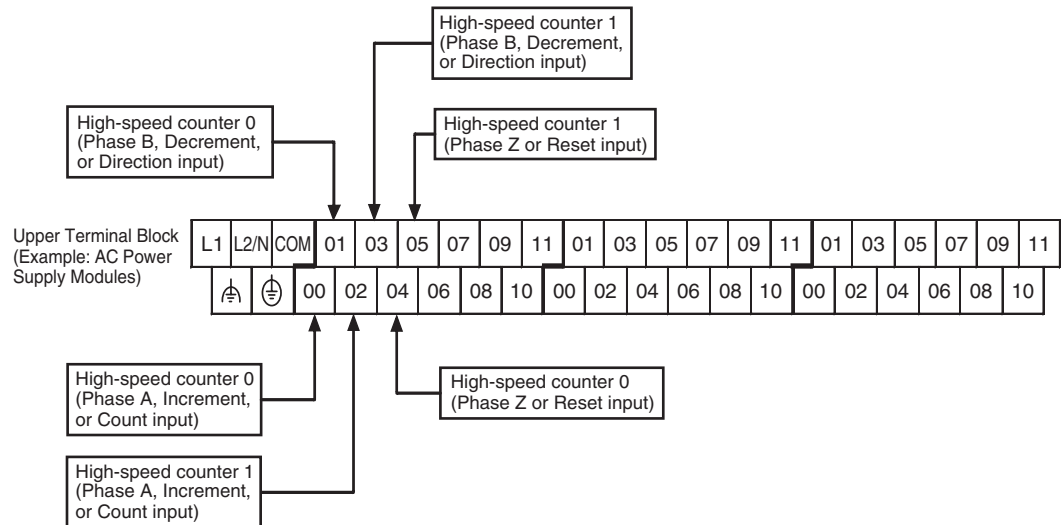 High-speed counter 1
(Phase B, Decrement,
or Direction input)
High-speed counter 0
(Phase B, Decrement,
or Direction input)
High-speed counter 1
(Phase Z or Reset input)
Upper Terminal Block
(Example: AC Power
Supply Modules)
L1 L2/N COM 01 03 05 07 09 11 01 03 05 07 09 11 01 03 05 07 09 11
00 02 04 06 08 10 00 02 04 06 08 10 00 02 04 06 08 10
High-speed counter 0
(Phase A, Increment,
or Count input)
High-speed counter 0
(Phase Z or Reset input)
High-speed counter 1
(Phase A, Increment,
or Count input)